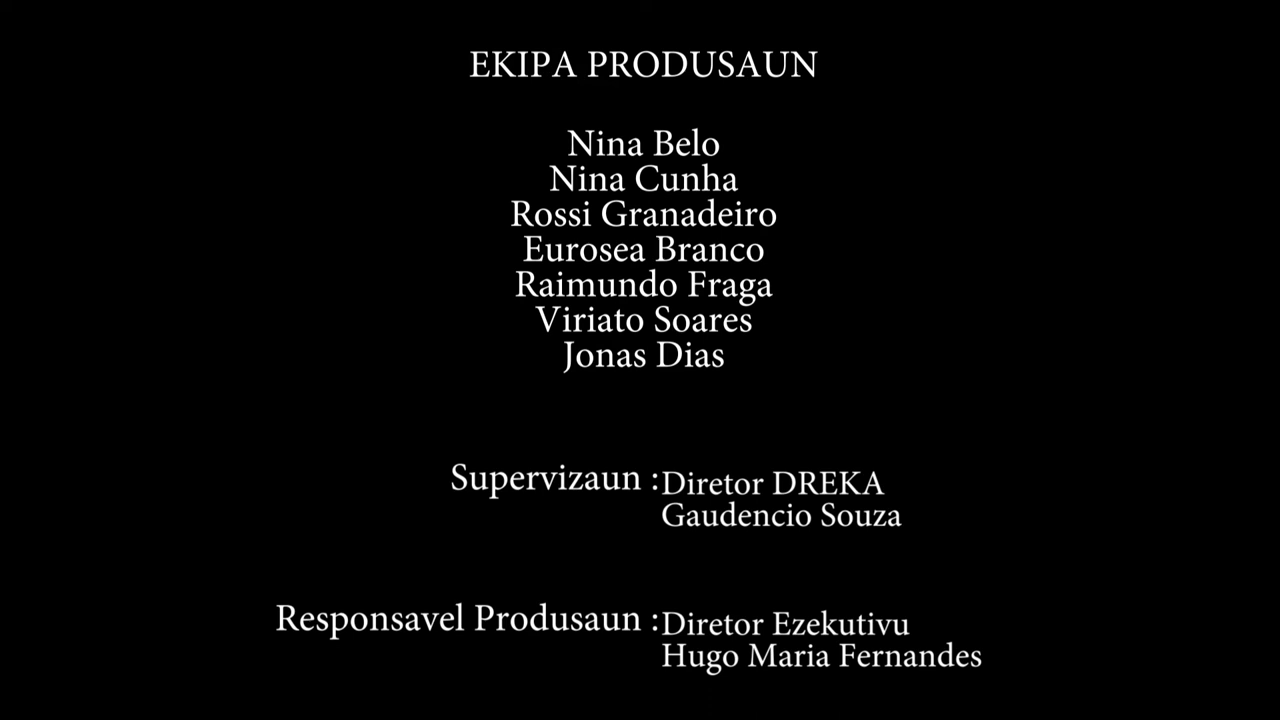 EKIPA PRODUSAUN
Nina Belo
Nina Cunha
Rossi Granadeiro
Eurosea Branco
Raimundo Fraga
Viriato Soares
Jonas Dias
Supervizaun :Diretor DREKA
Gaudencio Souza
Responsavel Produsaun :Diretor Ezekutivu
Hugo Maria Fernandes